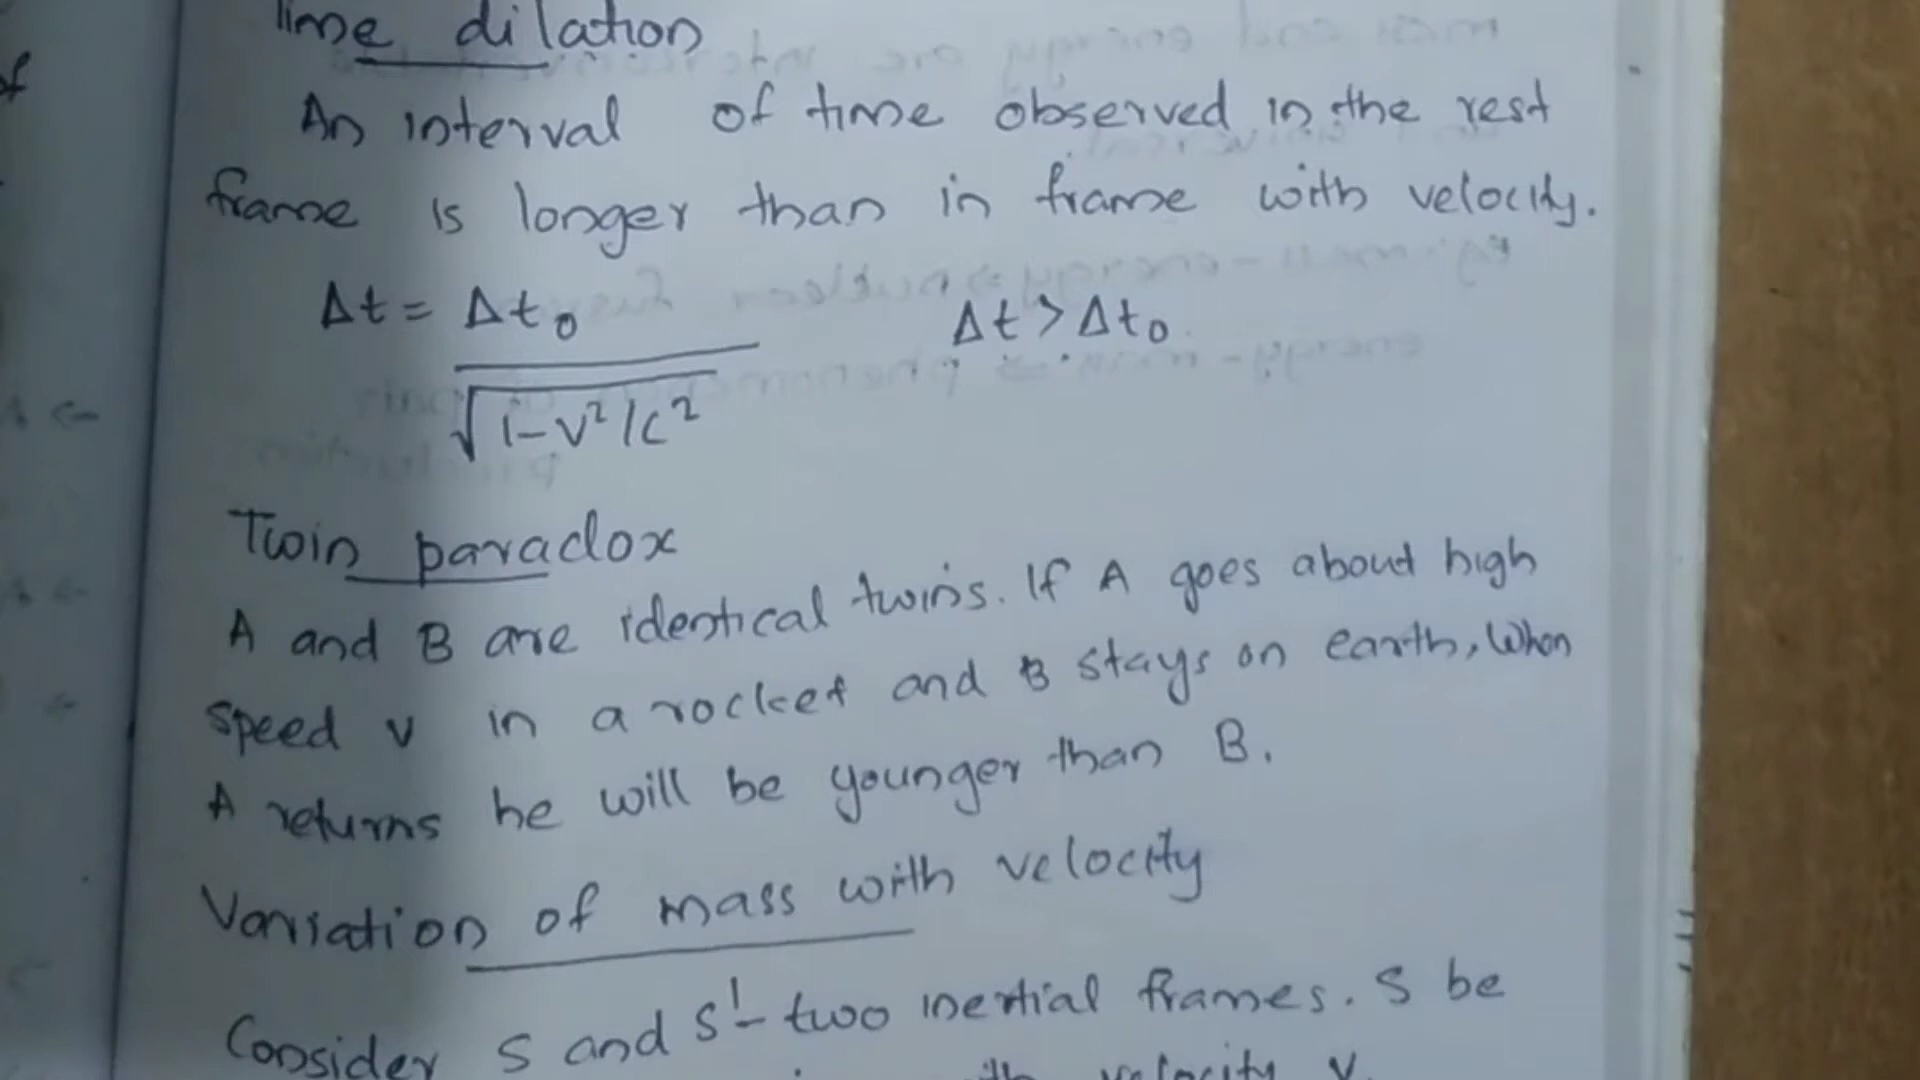 Time dilation
An interval of time observed in the rest
frame is longer than in frame with velocity.
Δt = Δt₀ / √1-v²/c²    Δt > Δt₀
Twin paradox
A and B are identical twins. If A goes about high
speed v in a rocket and B stays on earth, When
A returns he will be younger than B.
Variation of mass with velocity
Consider S and S' - two inertial frames. S be
velocity v